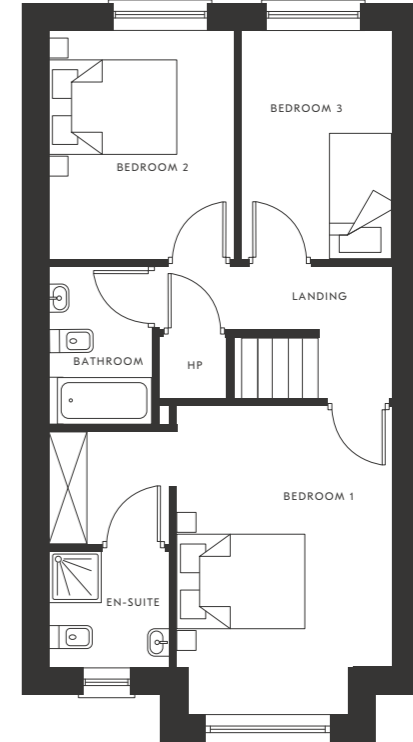 BEDROOM 3
BEDROOM 2
LANDING
BATHROOM
HP
BEDROOM 1
EN-SUITE